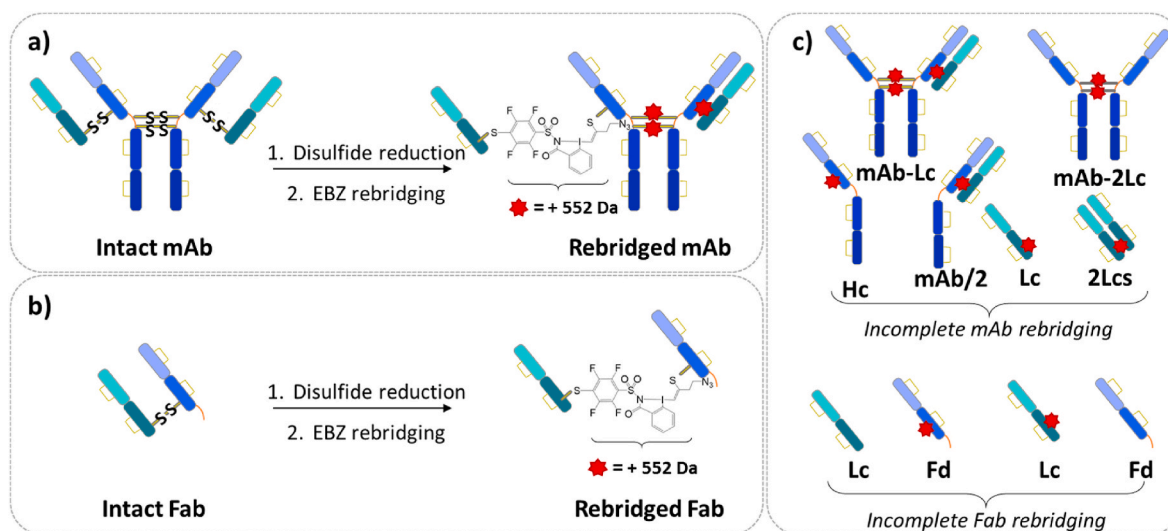 a)
S-S
S-S
S-S
S-S
1. Disulfide reduction
2. EBZ rebridging
Intact mAb
F
F
S
F
F
O
O
S
N
O
I
S
N₃
= + 552 Da
Rebridged mAb
b)
S-S
1. Disulfide reduction
2. EBZ rebridging
Intact Fab
F
F
S
F
F
O
O
S
N
O
I
S
N₃
= + 552 Da
Rebridged Fab
c)
mAb-Lc
mAb-2Lc
Hc
mAb/2
Lc
2Lcs
Incomplete mAb rebridging
Lc
Fd
Lc
Fd
Incomplete Fab rebridging